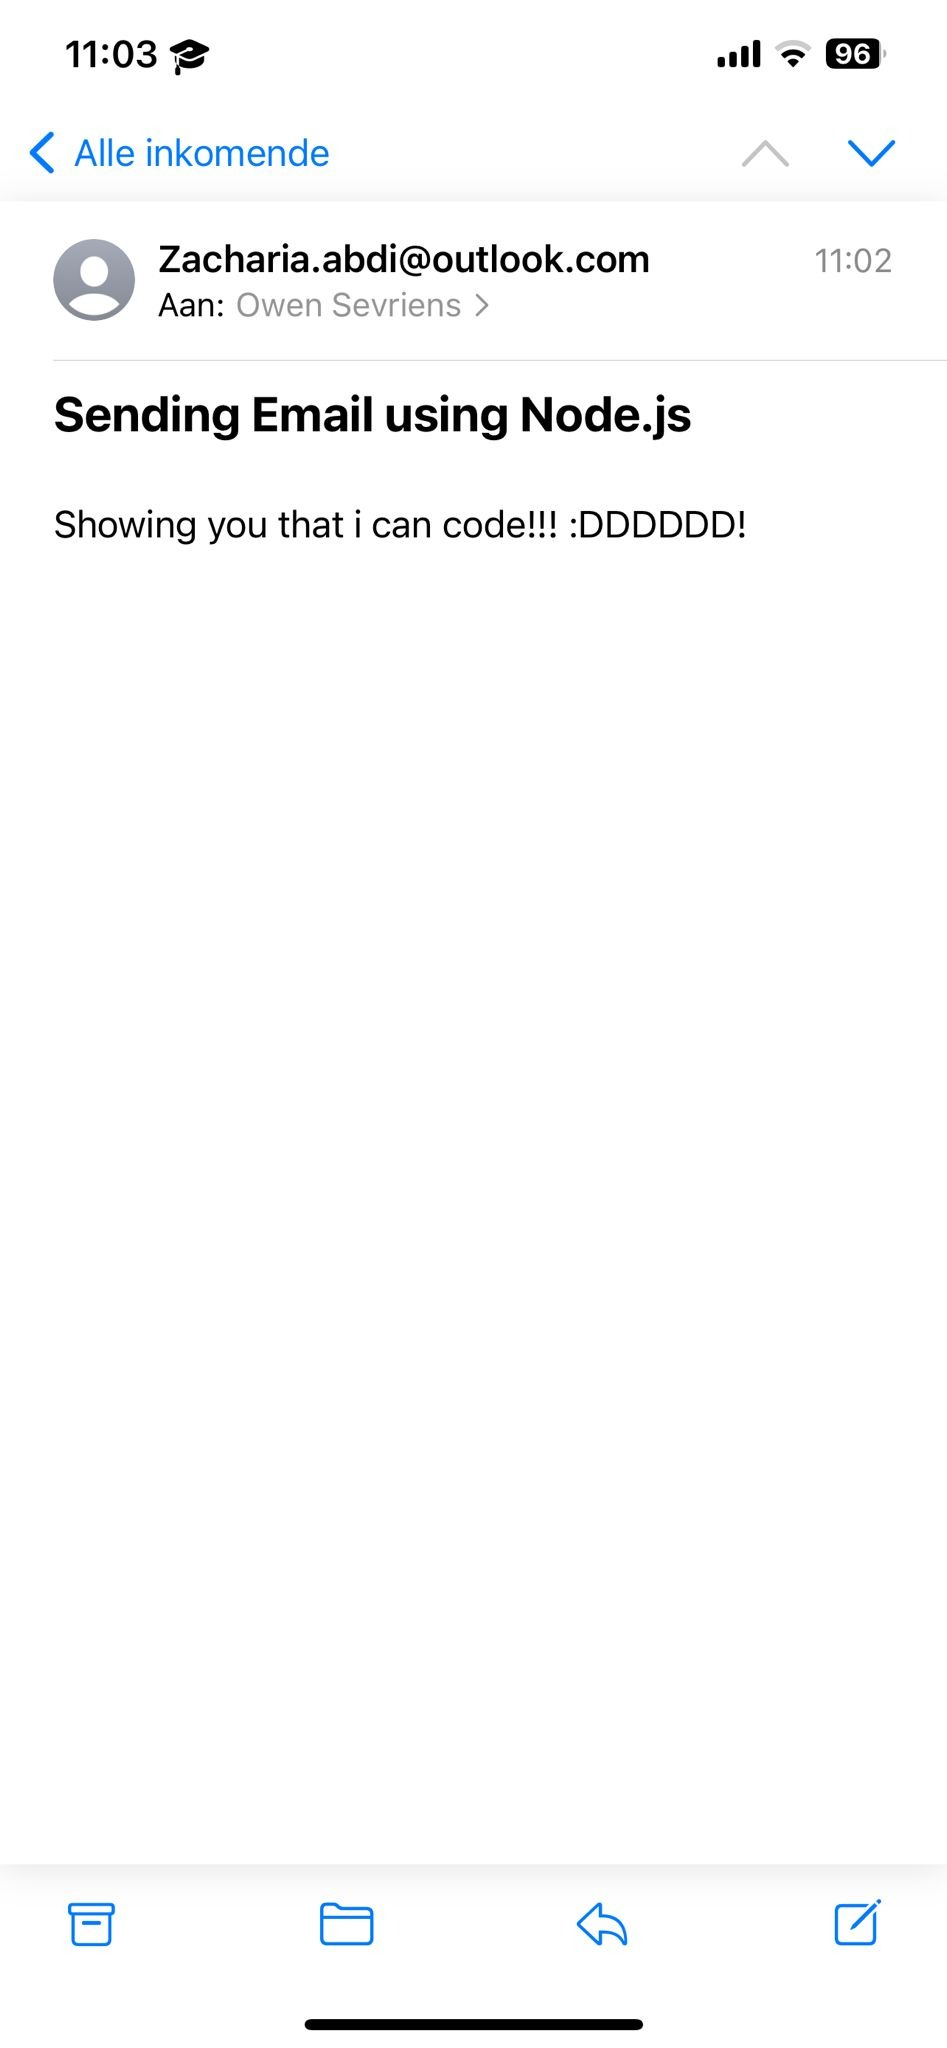 11:03
96
Alle inkomende
Zacharia.abdi@outlook.com
11:02
Aan: Owen Sevriens
Sending Email using Node.js
Showing you that i can code!!! :DDDDDD!